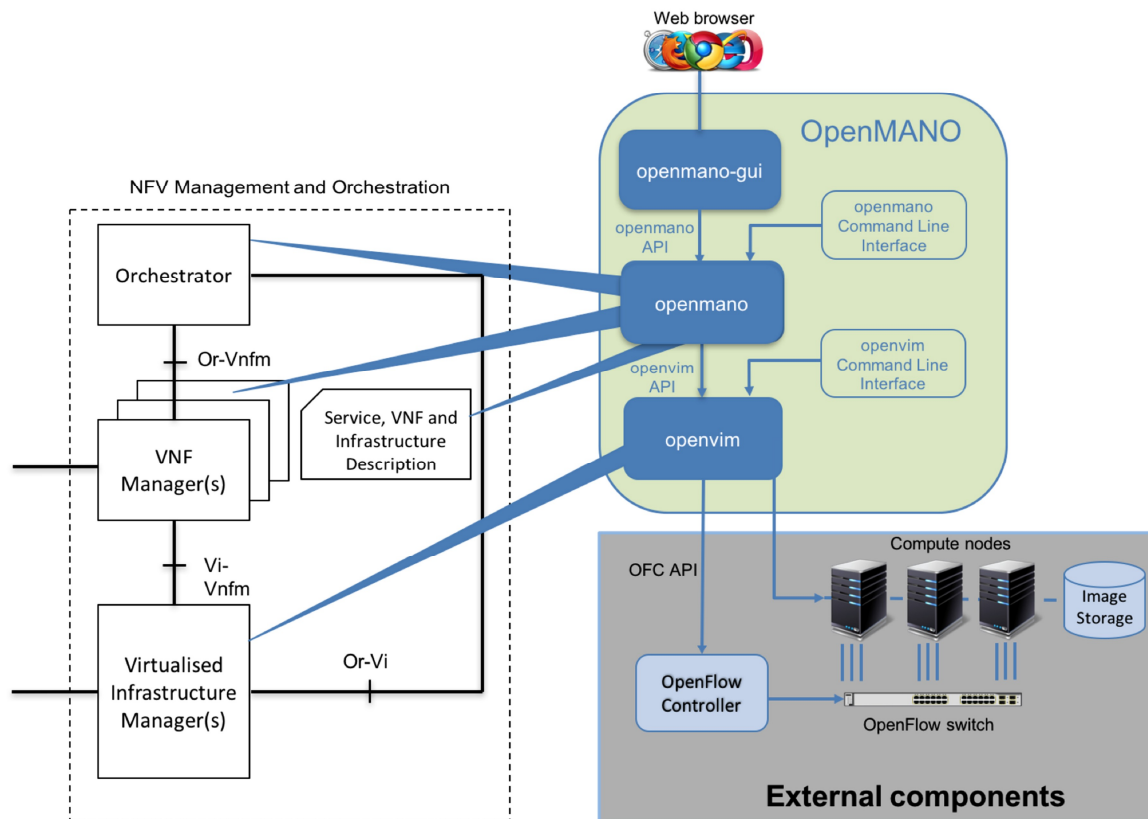 Web browser
OpenMANO
openmano-gui
NFV Management and Orchestration
openmano
API
openmano
Command Line
Interface
Orchestrator
openmano
Or-Vnfm
openvim
API
openvim
Command Line
Interface
Service, VNF and
Infrastructure
Description
openvim
VNF
Manager(s)
Compute nodes
OFC API
Vi-
Vnfm
Image
Storage
Virtualised
Infrastructure
Manager(s)
Or-Vi
OpenFlow
Controller
OpenFlow switch
External components